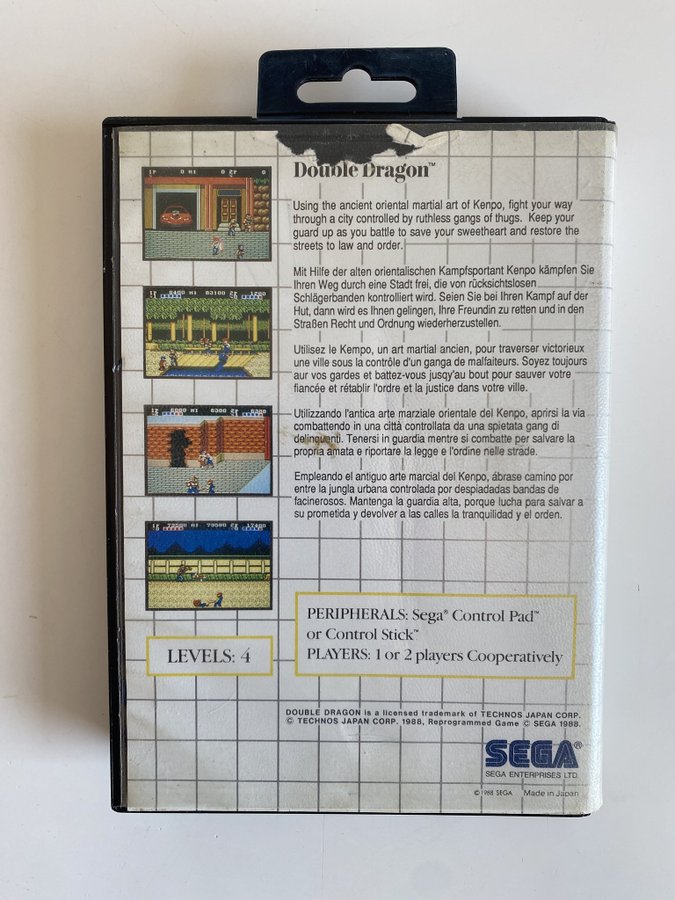 Double Dragon™
Using the ancient oriental martial art of Kenpo, fight your way
through a city controlled by ruthless gangs of thugs. Keep your
guard up as you battle to save your sweetheart and restore the
streets to law and order.
Mit Hilfe der alten orientalischen Kampfsportant Kenpo kämpfen Sie
Ihren Weg durch eine Stadt frei, die von rücksichtslosen
Schlägerbanden kontrolliert wird. Seien Sie bei Ihren Kampf auf der
Hut, dann wird es Ihnen gelingen, Ihre Freundin zu retten und in den
Straßen Recht und Ordnung wiederherzustellen.
Utilisez le Kempo, un art martial ancien, pour traverser victorieux
une ville sous la contrôle d'un ganga de malfaiteurs. Soyez toujours
aur vos gardes et battez-vous jusqy'au bout pour sauver votre
fiancée et rétablir l'ordre et la justice dans votre ville.
Utilizzando l'antica arte marziale orientale del Kenpo, aprirsi la via
combattendo in una città controllata da una spietata gang di
delinquenti. Tenersi in guardia mentre si combatte per salvare la
propria amata e riportare la legge e l'ordine nelle strade.
Empleando el antiguo arte marcial del Kenpo, ábrase camino por
entre la jungla urbana controlada por despiadadas bandas de
facinerosos. Mantenga la guardia alta, porque lucha para salvar a
su prometida y devolver a las calles la tranquilidad y el orden.
PERIPHERALS: Sega® Control Pad™
or Control Stick™
PLAYERS: 1 or 2 players Cooperatively
LEVELS: 4
DOUBLE DRAGON is a licensed trademark of TECHNOS JAPAN CORP.
© TECHNOS JAPAN CORP. 1988, Reprogrammed Game © SEGA 1988.
SEGA®
SEGA ENTERPRISES LTD.
© 1988 SEGA Made in Japan